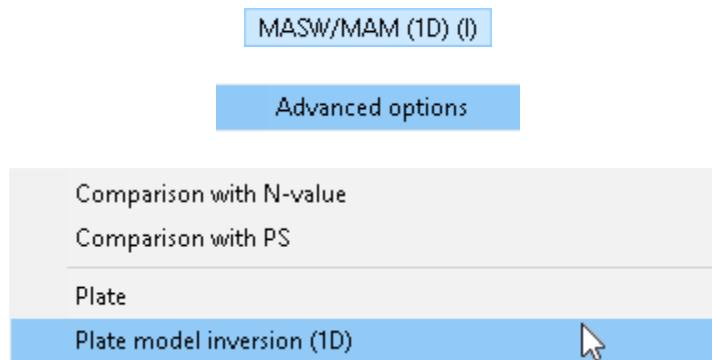 MASW/MAM (1D) (I)
Advanced options
Comparison with N-value
Comparison with PS
Plate
Plate model inversion (1D)